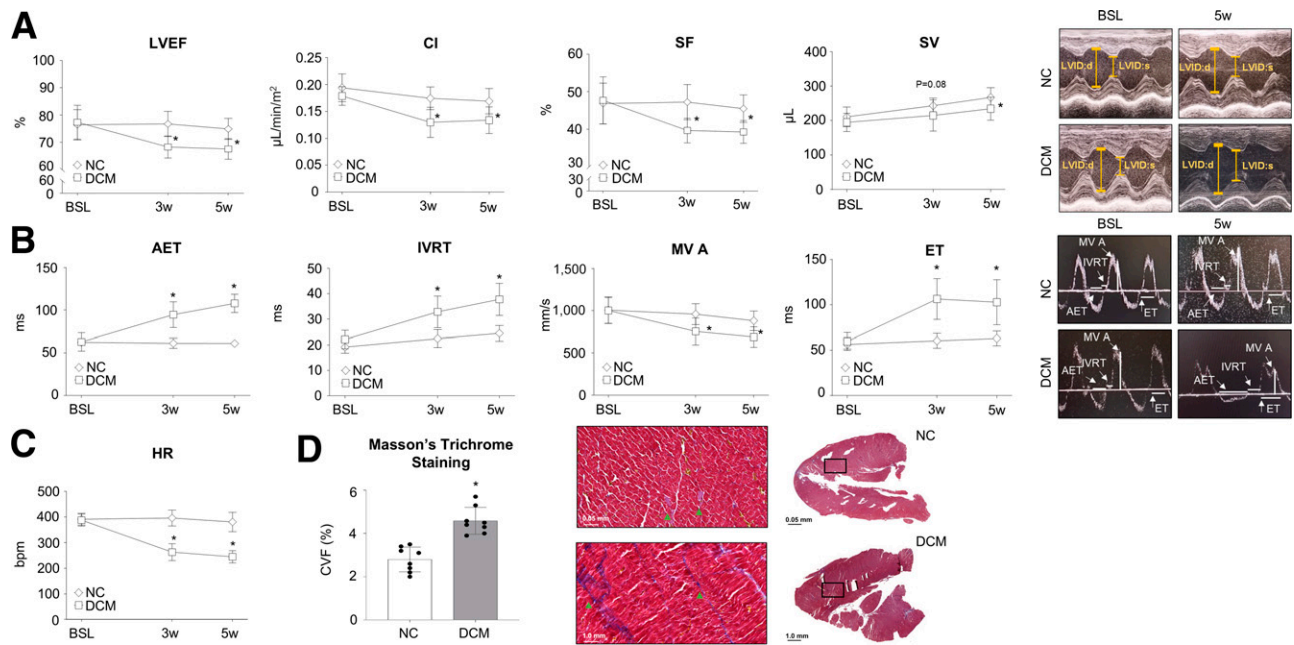 A
LVEF
%
90
80
70
60
60
0
NC
DCM
*
*
BSL
3w
5w
CI
µL/min/m²
0.25
0.20
0.15
0.10
0.05
0.00
NC
DCM
*
*
BSL
3w
5w
SF
%
60
50
40
30
30
0
NC
DCM
*
*
BSL
3w
5w
SV
µL
400
300
200
100
0
P=0.08
*
NC
DCM
BSL
3w
5w
BSL
5w
NC
LVID:d
LVID:s
LVID:d
LVID:s
DCM
LVID:d
LVID:s
LVID:d
LVID:s
B
AET
ms
150
100
50
0
*
*
NC
DCM
BSL
3w
5w
IVRT
ms
50
40
30
20
10
0
*
*
NC
DCM
BSL
3w
5w
MV A
mm/s
1,500
1,000
500
0
*
*
NC
DCM
BSL
3w
5w
ET
ms
150
100
50
0
*
*
NC
DCM
BSL
3w
5w
BSL
5w
NC
MV A
IVRT
AET
ET
MV A
IVRT
AET
ET
DCM
MV A
IVRT
AET
ET
MV A
IVRT
AET
ET
C
HR
bpm
500
400
300
200
100
0
*
*
NC
DCM
BSL
3w
5w
D
Masson's Trichrome
Staining
CVF (%)
6
4
2
0
*
NC
DCM
0.05 mm
1.0 mm
NC
0.05 mm
DCM
1.0 mm